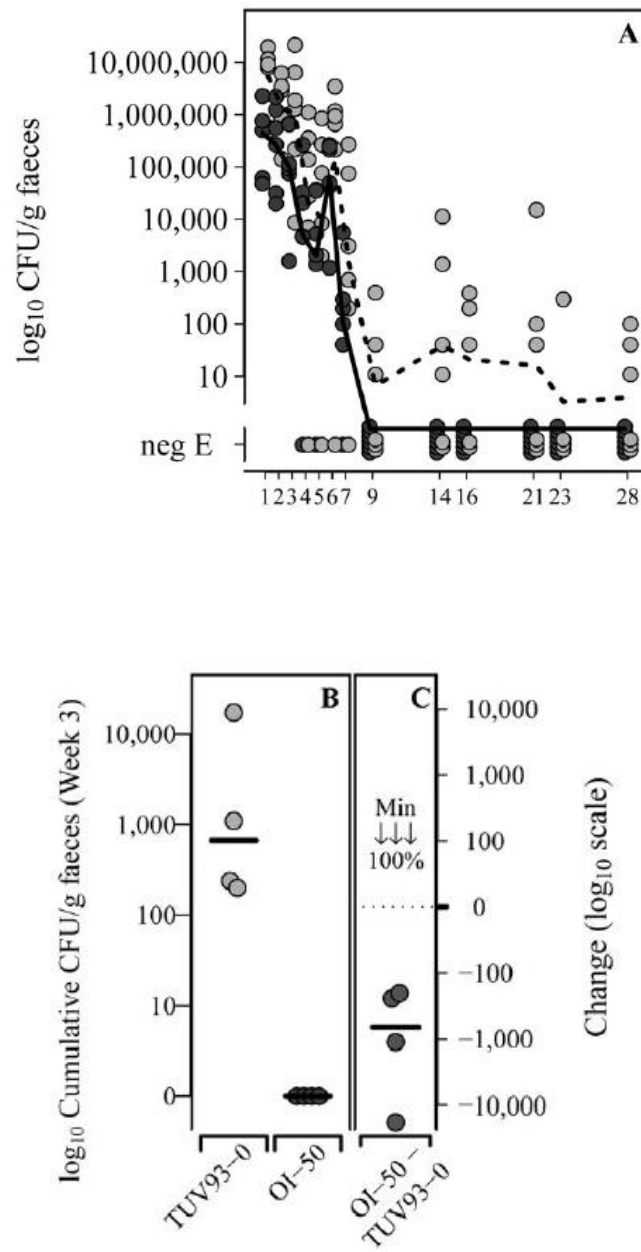 A
10,000,000
1,000,000
100,000
10,000
1,000
100
10
neg E
log₁₀ CFU/g faeces
1 2 3 4 5 6 7 9 14 16 21 23 28
B
log₁₀ Cumulative CFU/g faeces (Week 3)
10,000
1,000
100
10
0
TUV93−0
OI−50
C
Min
↓↓↓
100%
10,000
1,000
100
0
−100
−1,000
−10,000
Change (log₁₀ scale)
OI−50 −
TUV93−0